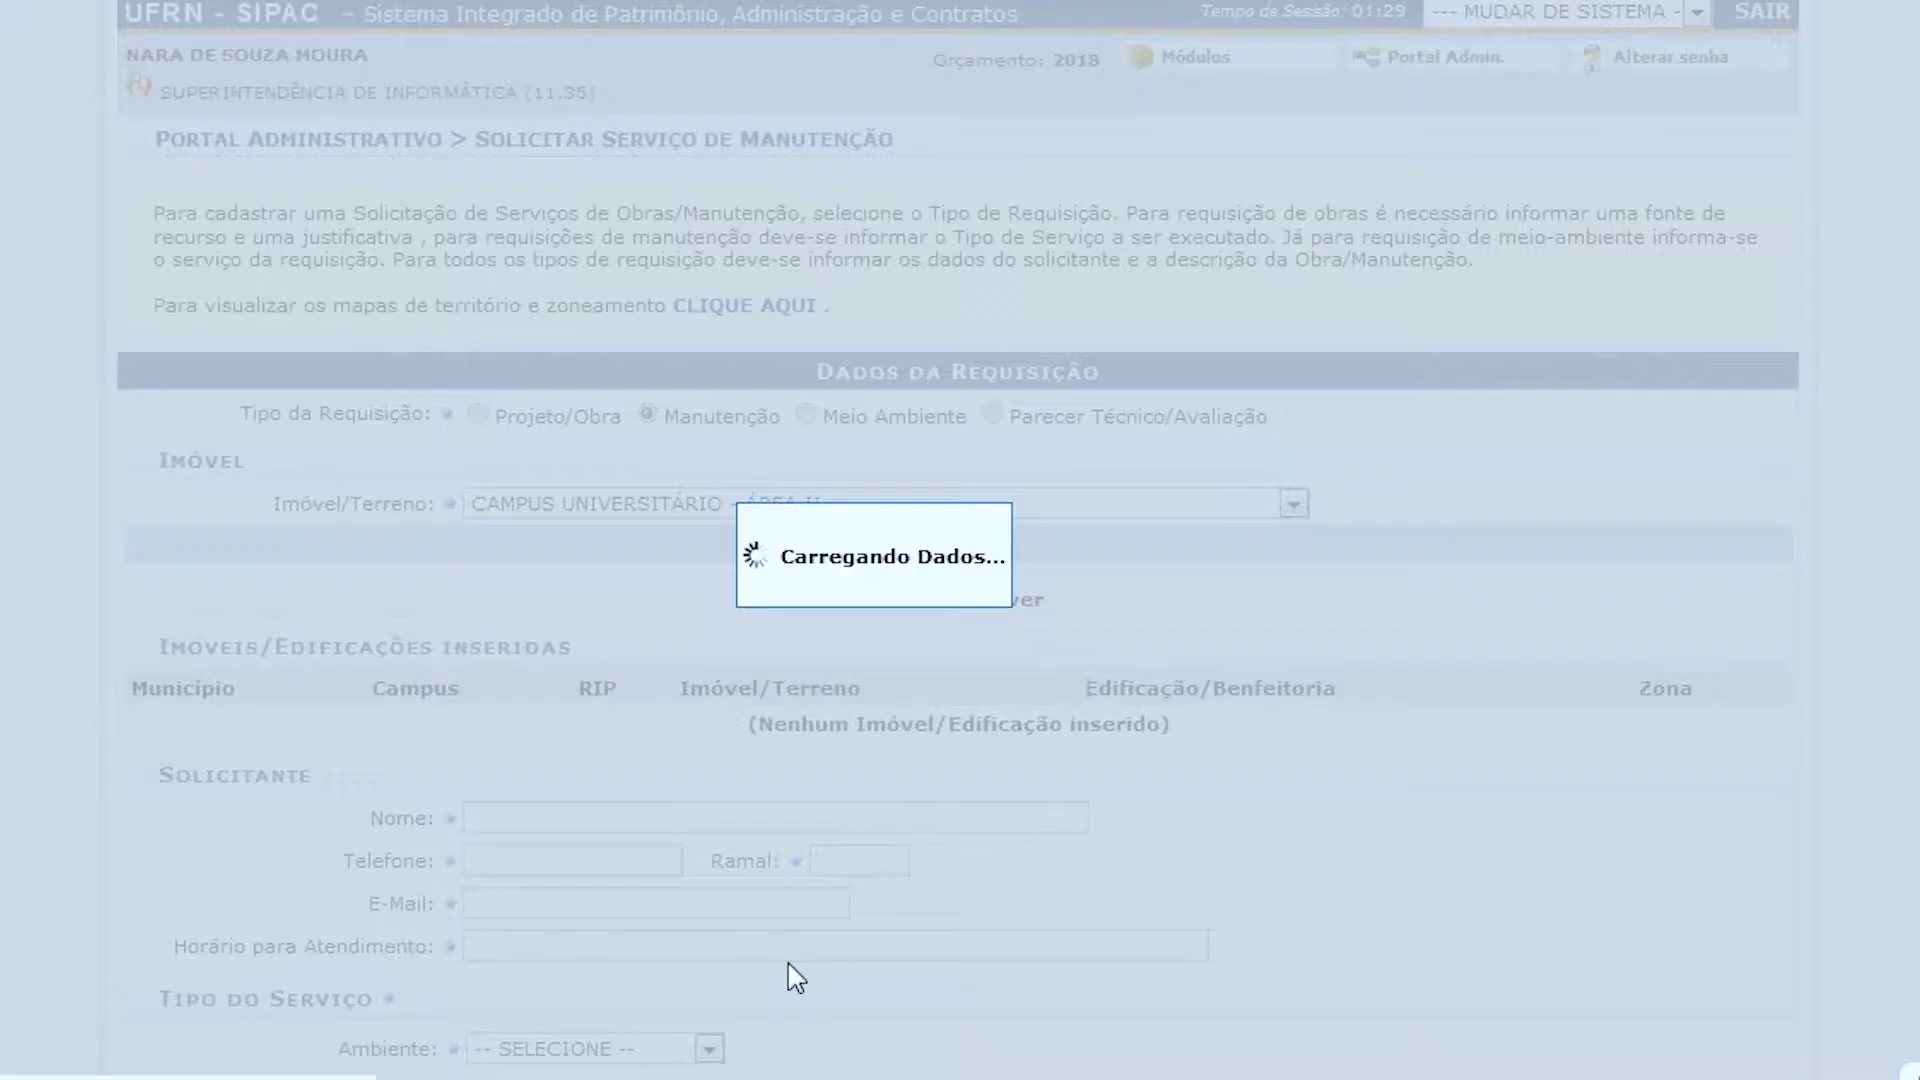 UFRN - SIPAC - Sistema Integrado de Patrimônio, Administração e Contratos
Tempo de Sessão: 01:29
--- MUDAR DE SISTEMA -
SAIR
NARA DE SOUZA MOURA
Orçamento: 2018
Módulos
Portal Admin.
Alterar senha
SUPERINTENDÊNCIA DE INFORMÁTICA (11.35)
PORTAL ADMINISTRATIVO > SOLICITAR SERVIÇO DE MANUTENÇÃO
Para cadastrar uma Solicitação de Serviços de Obras/Manutenção, selecione o Tipo de Requisição. Para requisição de obras é necessário informar uma fonte de
recurso e uma justificativa , para requisições de manutenção deve-se informar o Tipo de Serviço a ser executado. Já para requisição de meio-ambiente informa-se
o serviço da requisição. Para todos os tipos de requisição deve-se informar os dados do solicitante e a descrição da Obra/Manutenção.
Para visualizar os mapas de território e zoneamento CLIQUE AQUI .
DADOS DA REQUISIÇÃO
Tipo da Requisição: Projeto/Obra Manutenção Meio Ambiente Parecer Técnico/Avaliação
IMÓVEL
Imóvel/Terreno: CAMPUS UNIVERSITÁRIO -
Carregando Dados...
IMÓVEIS/EDIFICAÇÕES INSERIDAS
Município Campus RIP Imóvel/Terreno Edificação/Benfeitoria Zona
(Nenhum Imóvel/Edificação inserido)
SOLICITANTE
Nome:
Telefone: Ramal:
E-Mail:
Horário para Atendimento:
TIPO DO SERVIÇO
Ambiente: -- SELECIONE --